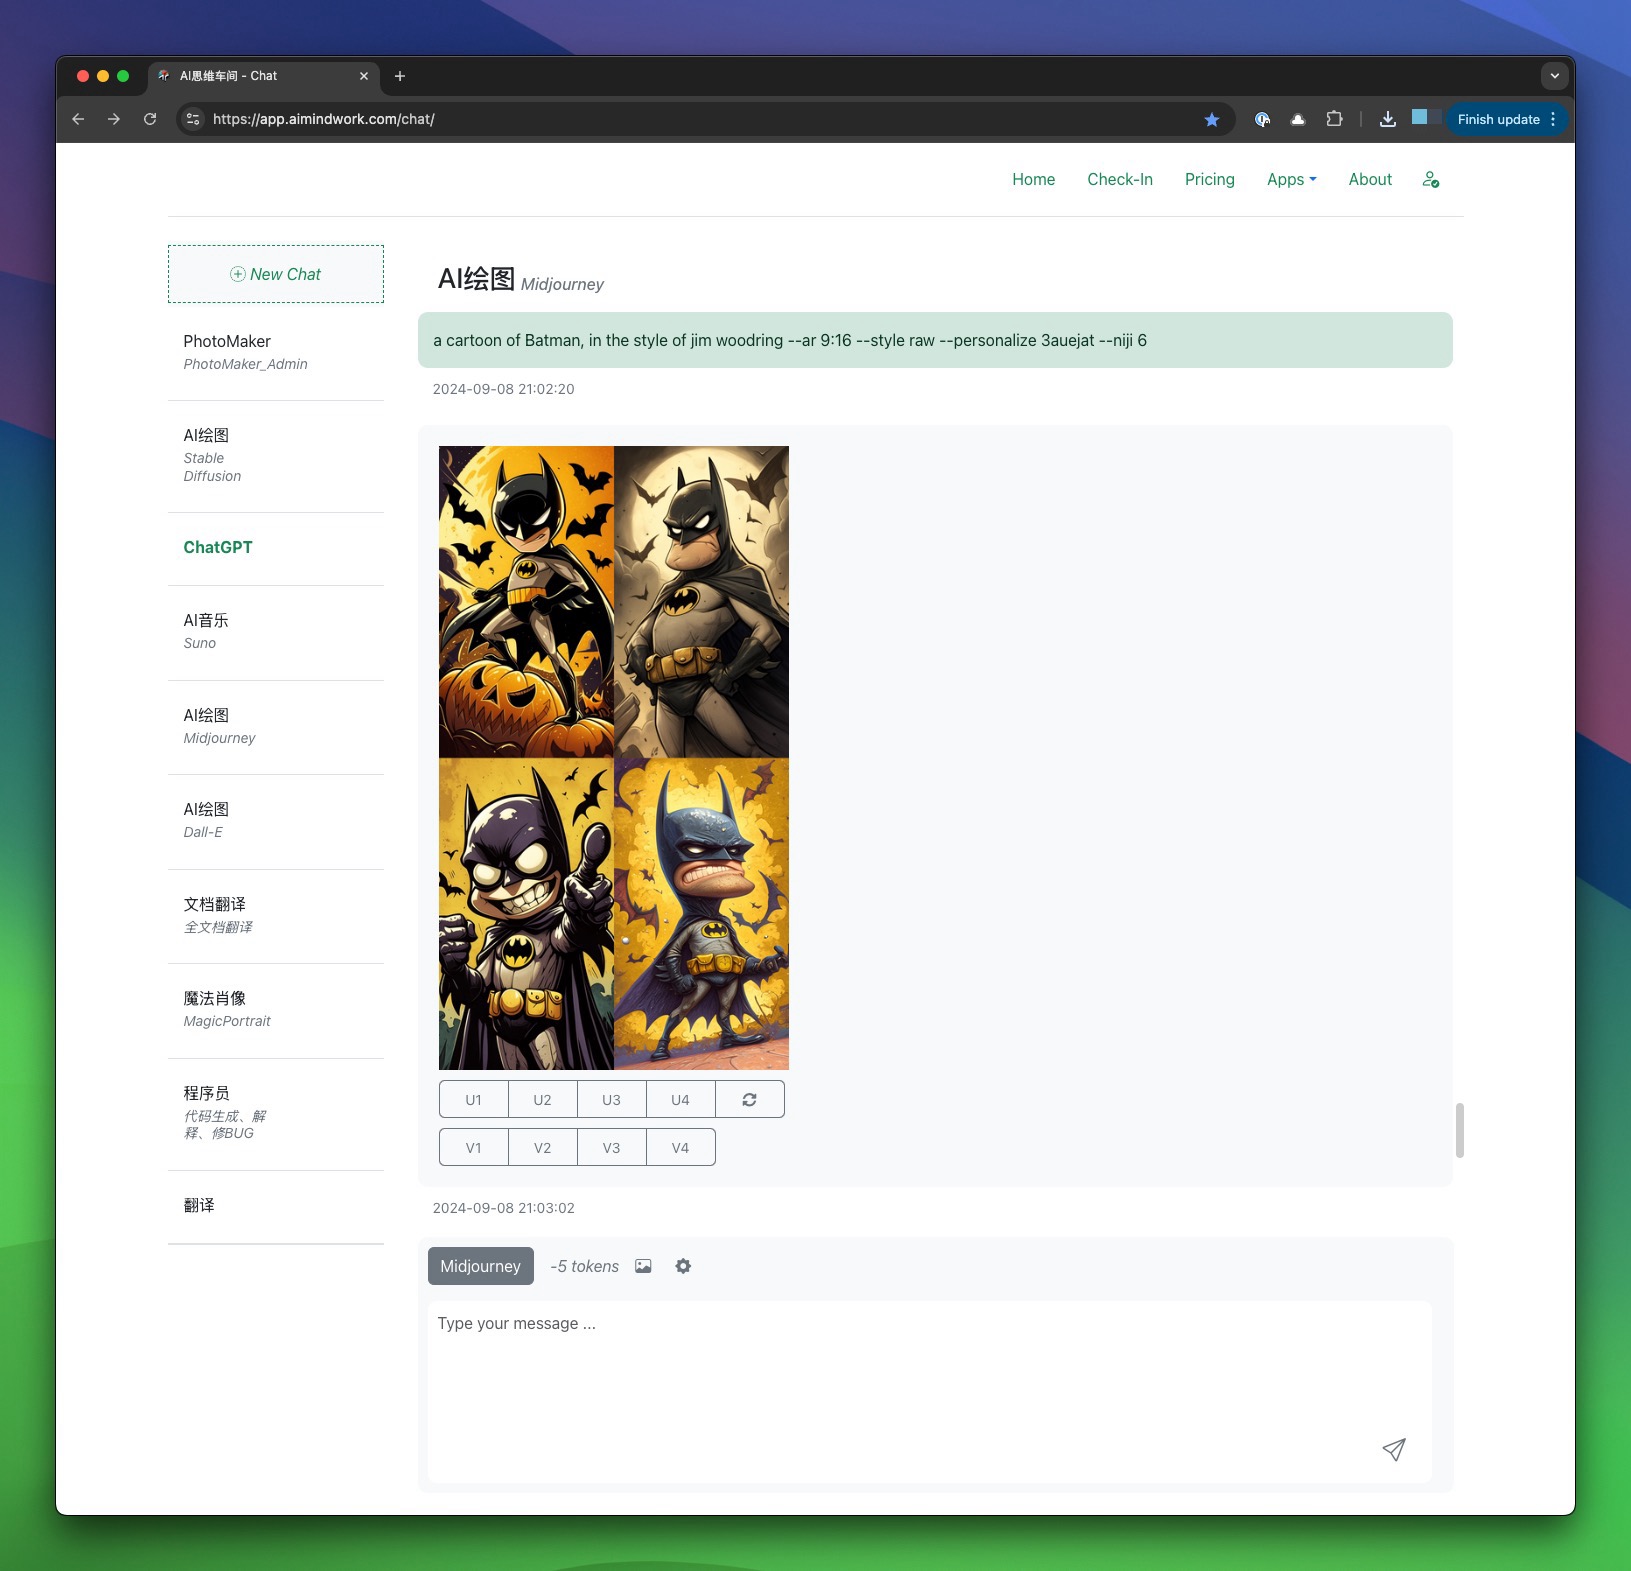 AI思维车间 - Chat
https://app.aimindwork.com/chat/
Finish update
Home
Check-In
Pricing
Apps
About
New Chat
PhotoMaker
PhotoMaker_Admin
AI绘图
Stable
Diffusion
ChatGPT
AI音乐
Suno
AI绘图
Midjourney
AI绘图
Dall-E
文档翻译
全文档翻译
魔法肖像
MagicPortrait
程序员
代码生成、解
释、修BUG
翻译
AI绘图 Midjourney
a cartoon of Batman, in the style of jim woodring --ar 9:16 --style raw --personalize 3auejat --niji 6
2024-09-08 21:02:20
U1
U2
U3
U4
V1
V2
V3
V4
2024-09-08 21:03:02
Midjourney
-5 tokens
Type your message ...